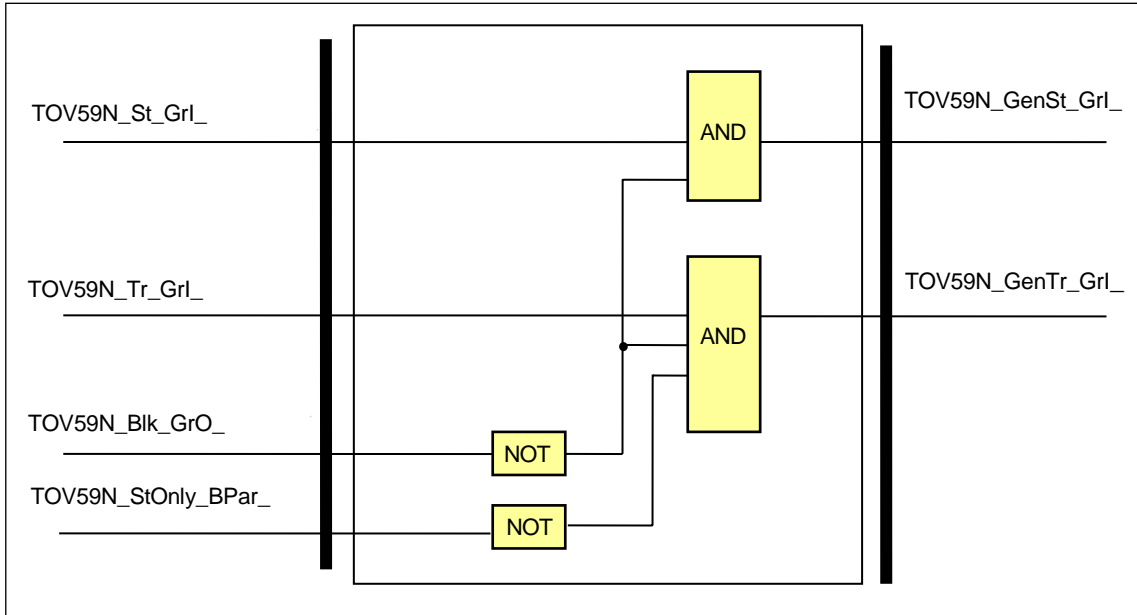 TOV59N_St_GrI_
AND
TOV59N_GenSt_GrI_
TOV59N_Tr_GrI_
AND
TOV59N_GenTr_GrI_
TOV59N_Blk_GrO_
NOT
TOV59N_StOnly_BPar_
NOT